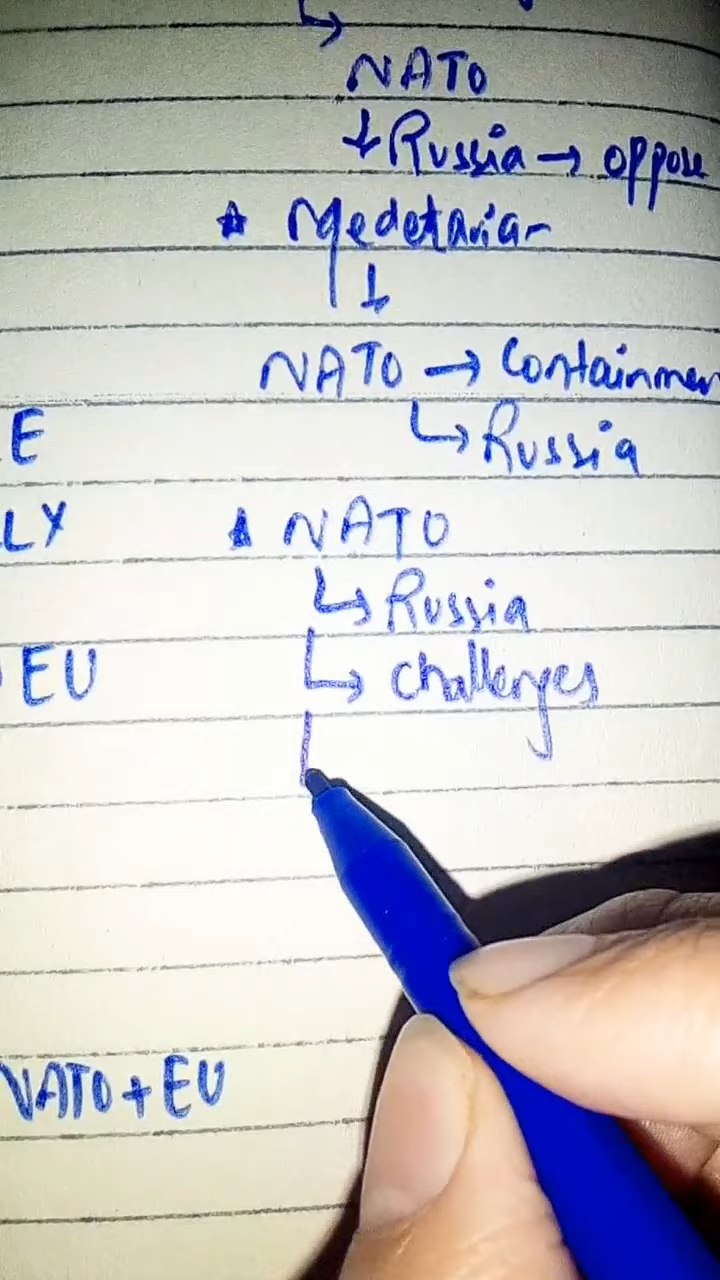 NATO
↓ Russia → oppose
☆ Medetarian
↓
NATO → Containmen
↳ Russia
E
LY
☆ NATO
↳ Russia
EU
↳ Challenges
NATO + EU